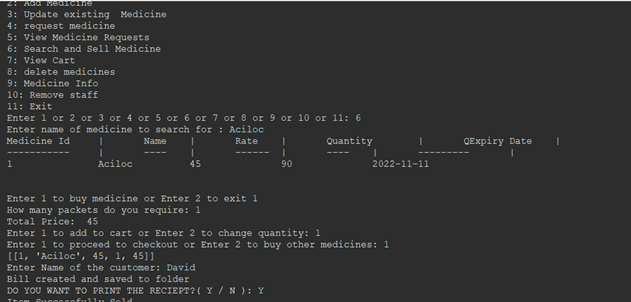 2: Add Medicine
3: Update existing  Medicine
4: request medicine
5: View Medicine Requests
6: Search and Sell Medicine
7: View Cart
8: delete medicines
9: Medicine Info
10: Remove staff
11: Exit
Enter 1 or 2 or 3 or 4 or 5 or 6 or 7 or 8 or 9 or 10 or 11: 6
Enter name of medicine to search for : Aciloc
Medicine Id | Name | Rate | Quantity | QExpiry Date |
----------- | ---- | ------ | ---- | --------- |
1 Aciloc 45 90 2022-11-11
Enter 1 to buy medicine or Enter 2 to exit 1
How many packets do you require: 1
Total Price:  45
Enter 1 to add to cart or Enter 2 to change quantity: 1
Enter 1 to proceed to checkout or Enter 2 to buy other medicines: 1
[[1, 'Aciloc', 45, 1, 45]]
Enter Name of the customer: David
Bill created and saved to folder
DO YOU WANT TO PRINT THE RECIEPT?( Y / N ): Y
Item Successfully Sold